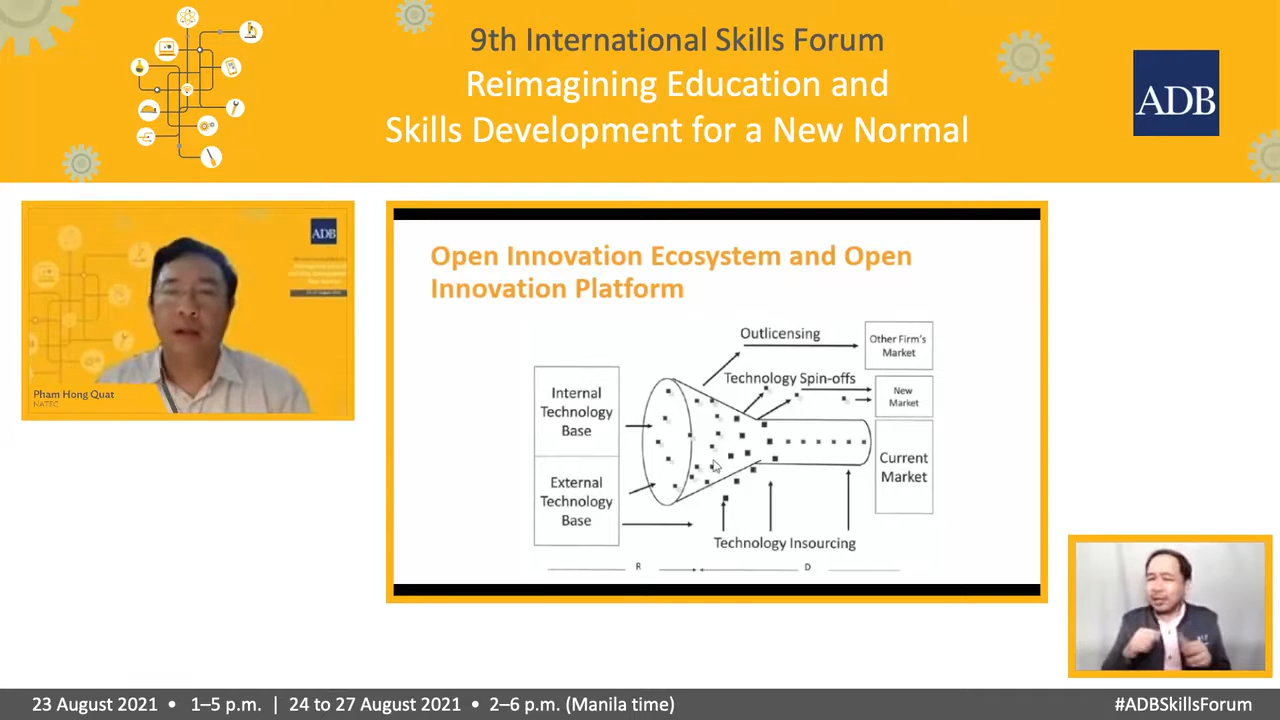 9th International Skills Forum
Reimagining Education and
Skills Development for a New Normal
ADB
ADB
Pham Hong Quat
NATEC
Open Innovation Ecosystem and Open
Innovation Platform
Outlicensing
Other Firm's
Market
Technology Spin-offs
New
Market
Internal
Technology
Base
Current
Market
External
Technology
Base
Technology Insourcing
R
D
23 August 2021 • 1–5 p.m. | 24 to 27 August 2021 • 2–6 p.m. (Manila time)
#ADBSkillsForum